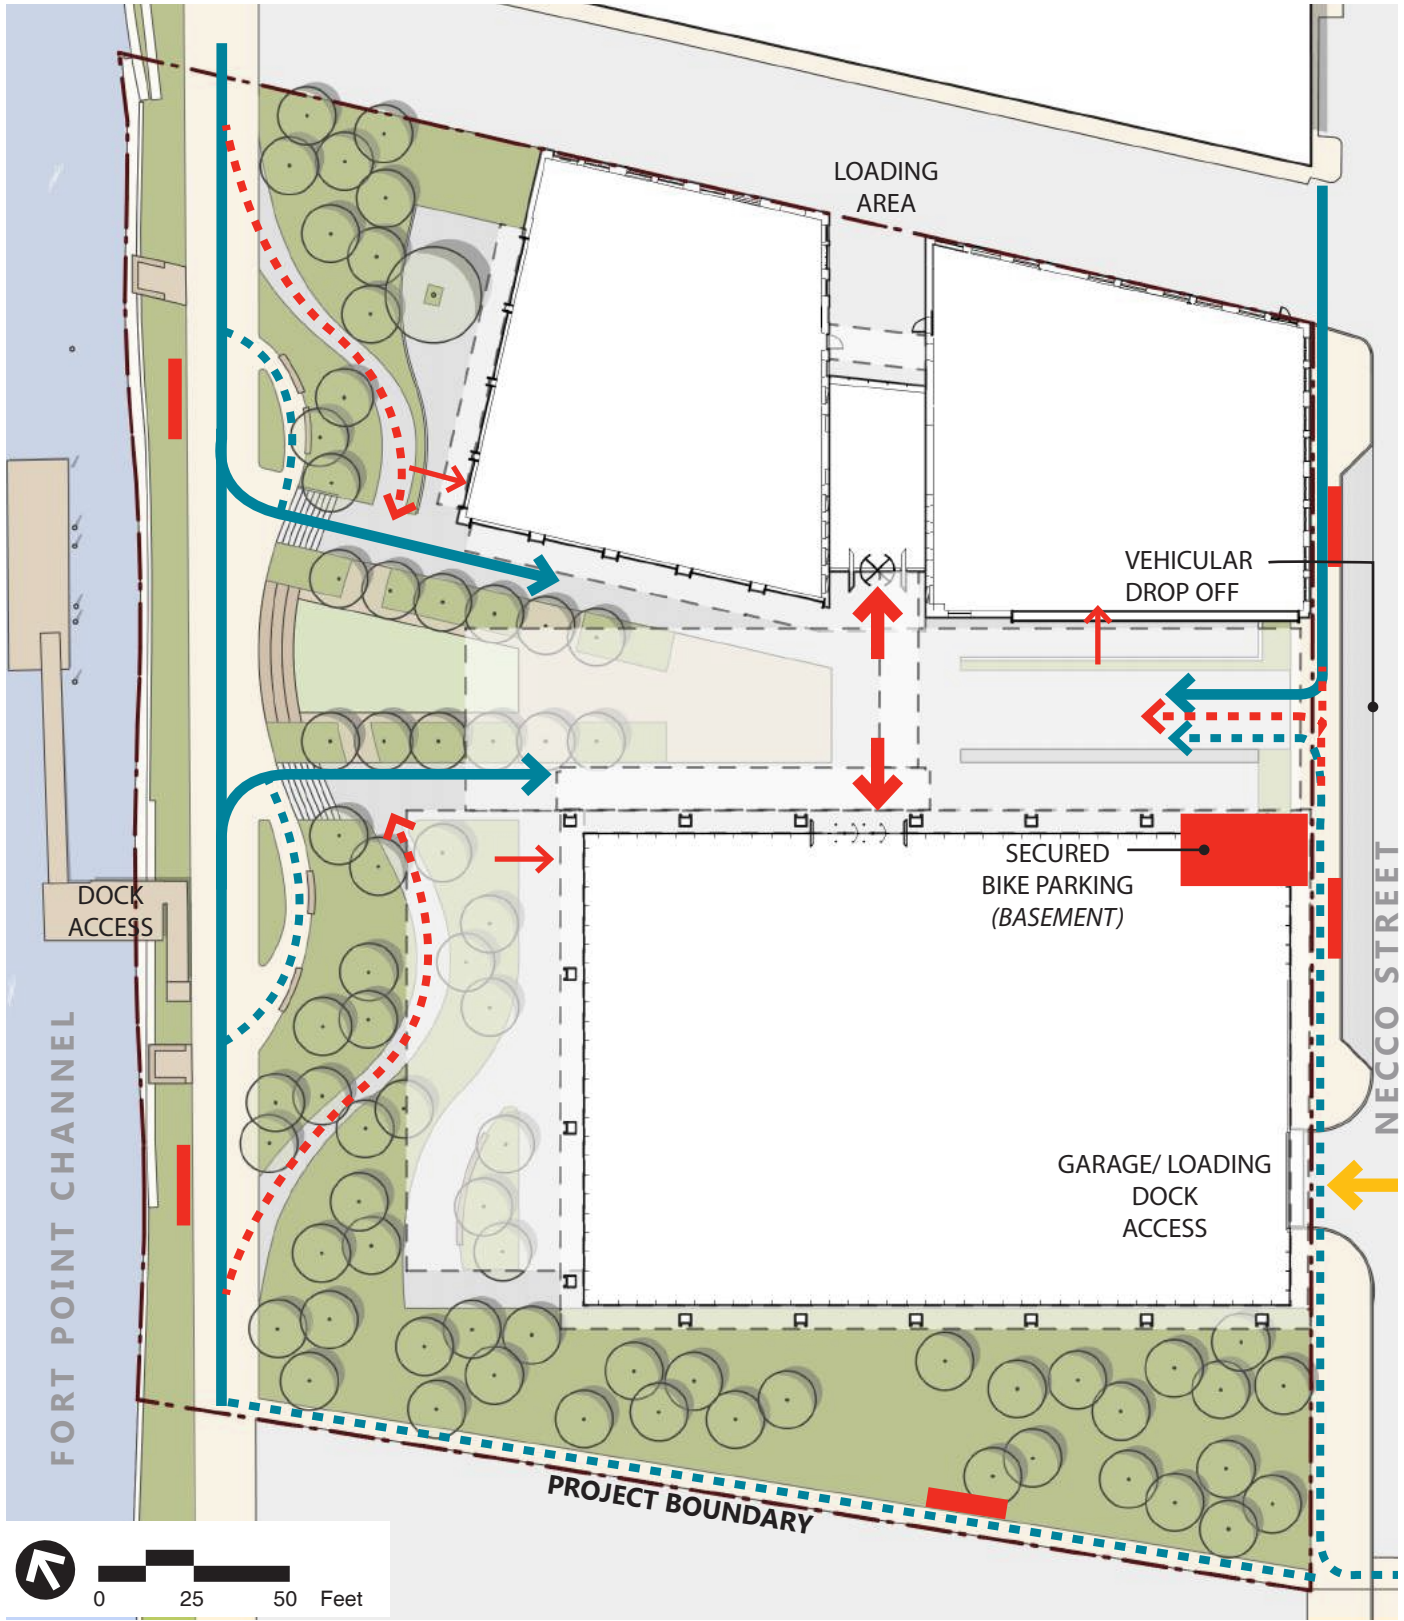 LOADING
AREA
VEHICULAR
DROP OFF
SECURED
BIKE PARKING
(BASEMENT)
DOCK
ACCESS
NECCO STREET
FORT POINT CHANNEL
GARAGE/ LOADING
DOCK
ACCESS
PROJECT BOUNDARY
0 25 50 Feet